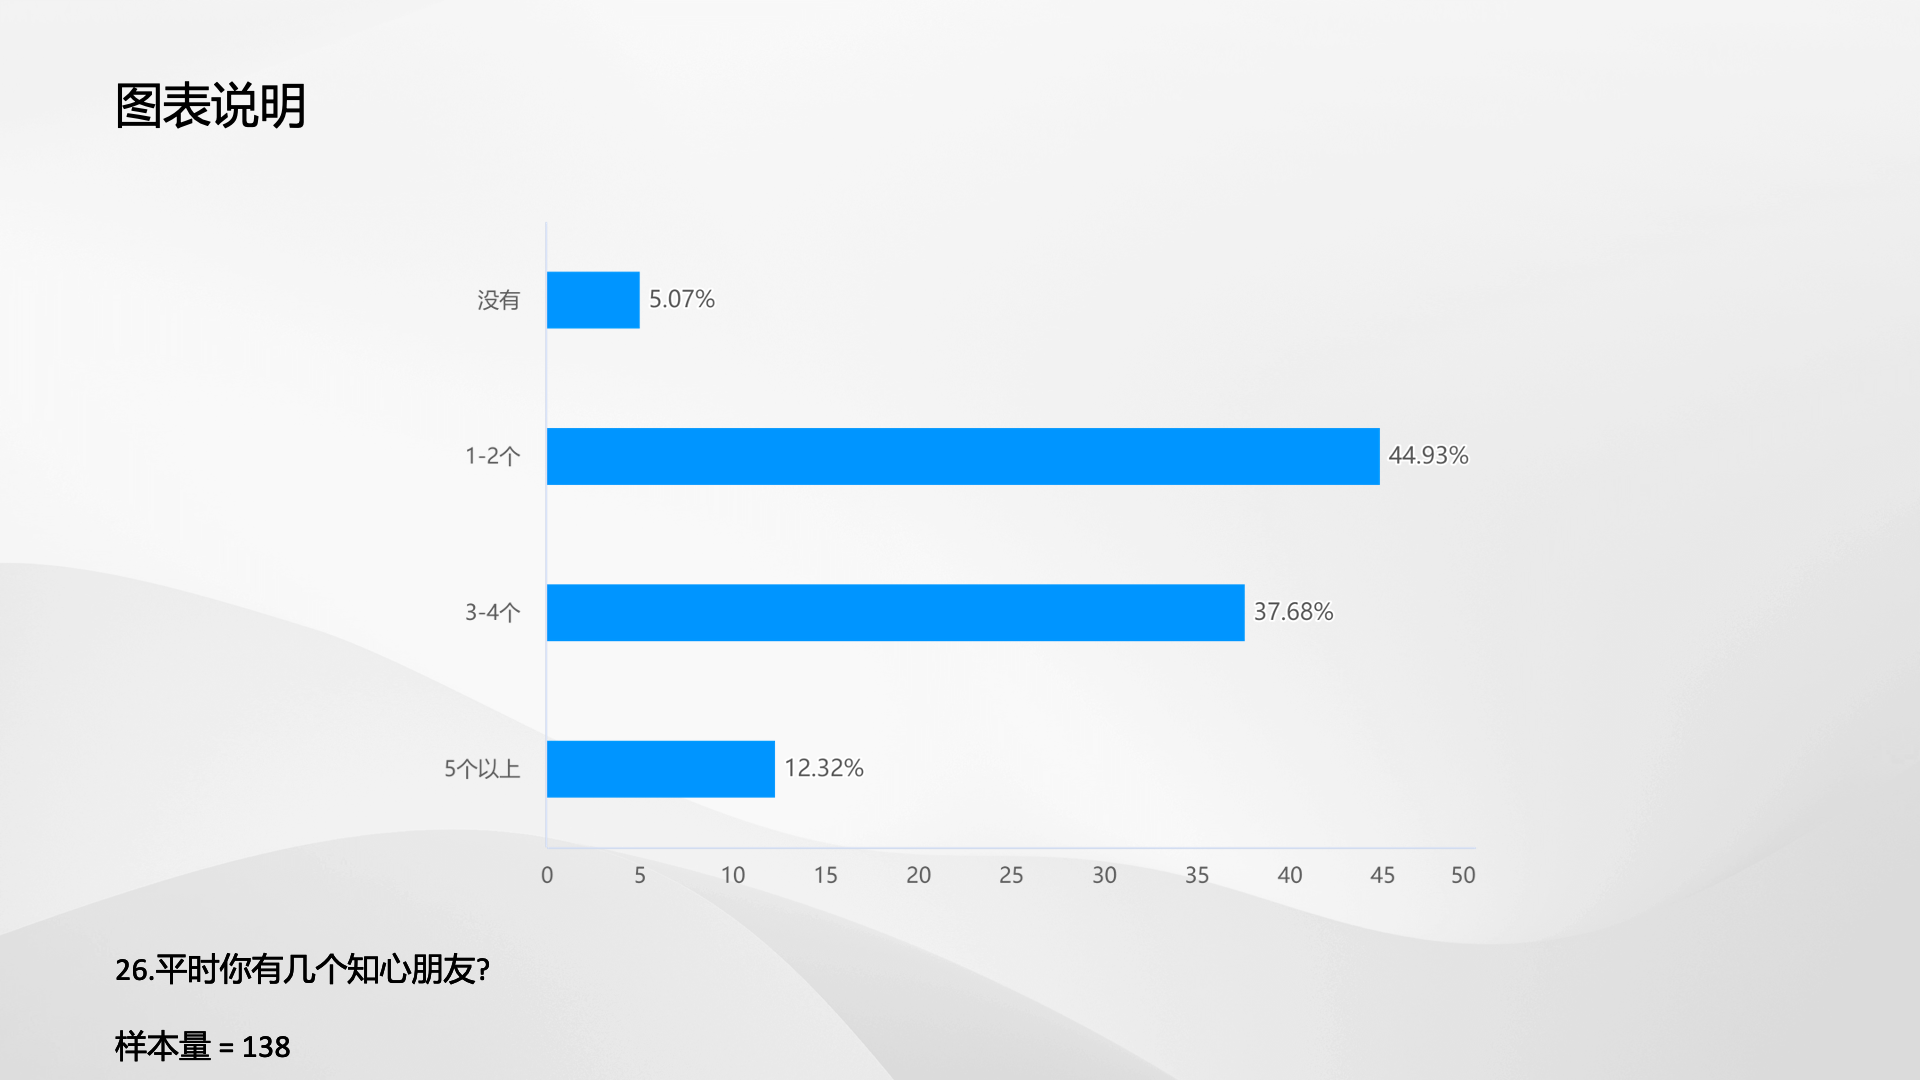 图表说明
没有 5.07%
1-2个 44.93%
3-4个 37.68%
5个以上 12.32%
0 5 10 15 20 25 30 35 40 45 50
26.平时你有几个知心朋友?
样本量 = 138